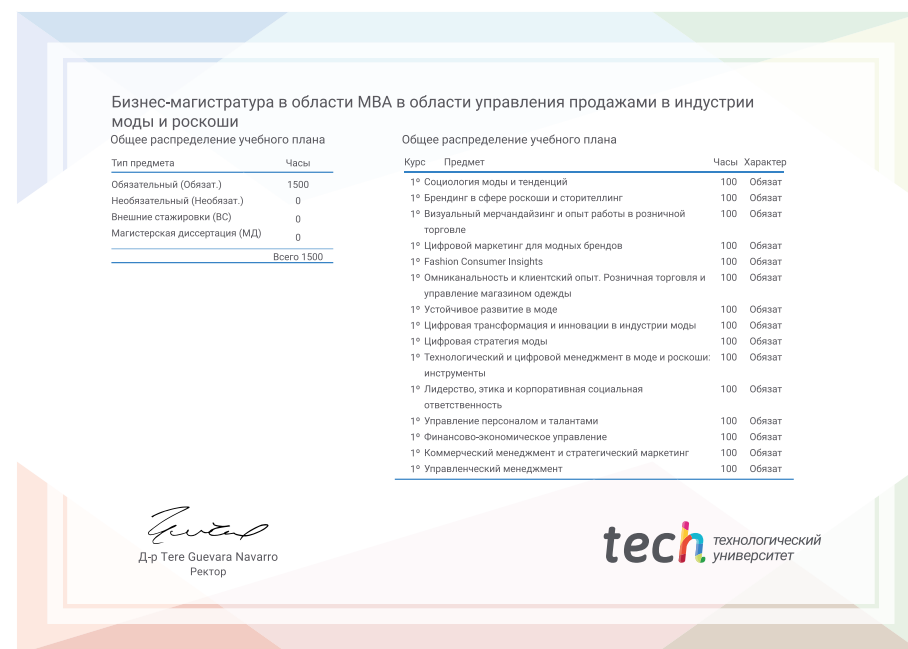 Бизнес-магистратура в области MBA в области управления продажами в индустрии
моды и роскоши
Общее распределение учебного плана
Тип предмета Часы
Обязательный (Обязат.) 1500
Необязательный (Необязат.) 0
Внешние стажировки (ВС) 0
Магистерская диссертация (МД) 0
Всего 1500
Общее распределение учебного плана
Курс Предмет Часы Характер
1º Социология моды и тенденций 100 Обязат
1º Брендинг в сфере роскоши и сторителлинг 100 Обязат
1º Визуальный мерчандайзинг и опыт работы в розничной 100 Обязат
торговле
1º Цифровой маркетинг для модных брендов 100 Обязат
1º Fashion Consumer Insights 100 Обязат
1º Омниканальность и клиентский опыт. Розничная торговля и 100 Обязат
управление магазином одежды
1º Устойчивое развитие в моде 100 Обязат
1º Цифровая трансформация и инновации в индустрии моды 100 Обязат
1º Цифровая стратегия моды 100 Обязат
1º Технологический и цифровой менеджмент в моде и роскоши: 100 Обязат
инструменты
1º Лидерство, этика и корпоративная социальная 100 Обязат
ответственность
1º Управление персоналом и талантами 100 Обязат
1º Финансово-экономическое управление 100 Обязат
1º Коммерческий менеджмент и стратегический маркетинг 100 Обязат
1º Управленческий менеджмент 100 Обязат
Д-р Tere Guevara Navarro
Ректор
tech технологический
университет